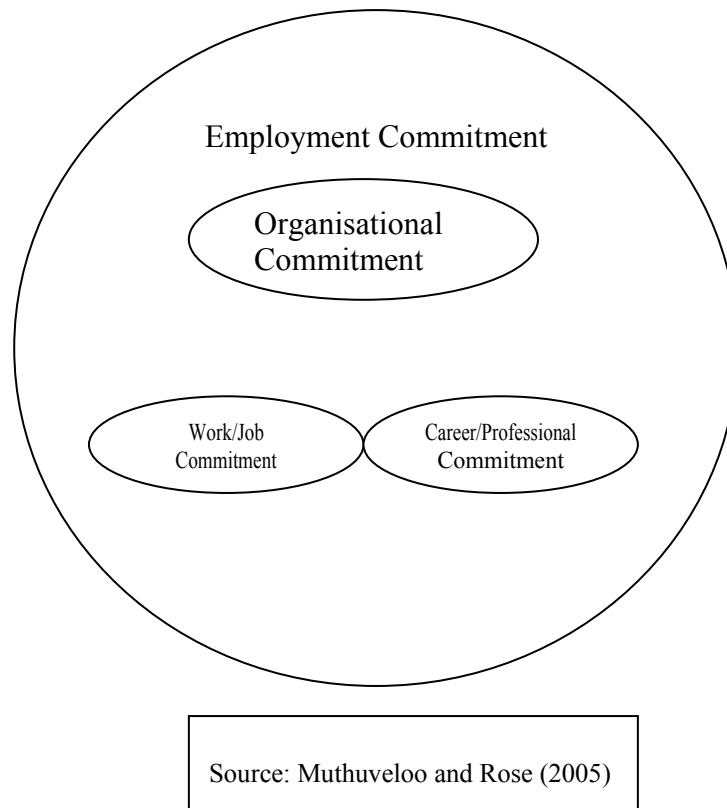 Employment Commitment
Organisational
Commitment
Work/Job
Commitment
Career/Professional
Commitment
Source: Muthuveloo and Rose (2005)